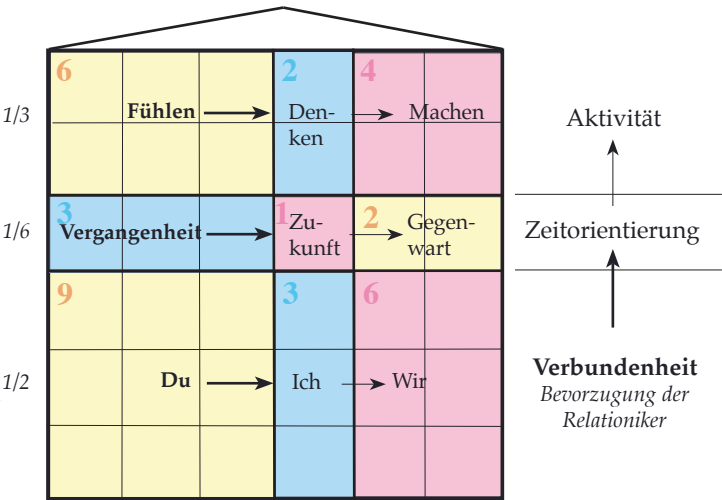 6 2 4
1/3 Fühlen Den-
ken Machen
Aktivität
3 1 2
1/6 Vergangenheit Zu-
kunft Gegen-
wart
Zeitorientierung
9 3 6
1/2 Du Ich Wir
Verbundenheit
Bevorzugung der
Relationiker